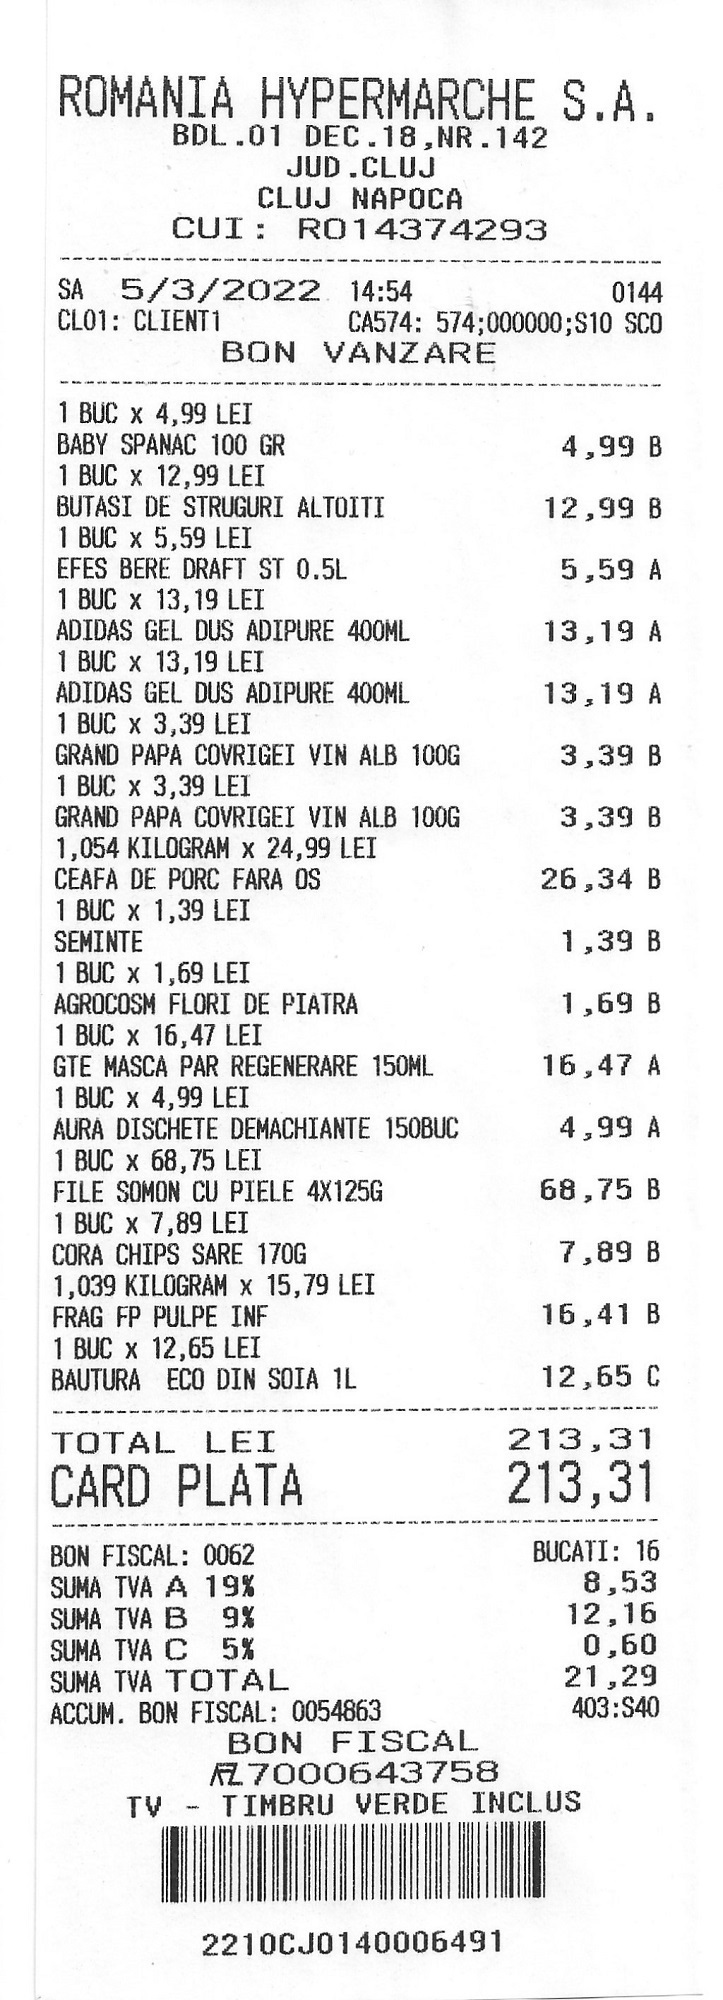 ROMANIA HYPERMARCHE S.A.
BDL.01 DEC.18,NR.142
JUD.CLUJ
CLUJ NAPOCA
CUI: RO14374293
SA 5/3/2022 14:54 0144
CL01: CLIENT1 CA574: 574;000000;S10 SCO
BON VANZARE
1 BUC x 4,99 LEI
BABY SPANAC 100 GR 4,99 B
1 BUC x 12,99 LEI
BUTASI DE STRUGURI ALTOITI 12,99 B
1 BUC x 5,59 LEI
EFES BERE DRAFT ST 0.5L 5,59 A
1 BUC x 13,19 LEI
ADIDAS GEL DUS ADIPURE 400ML 13,19 A
1 BUC x 13,19 LEI
ADIDAS GEL DUS ADIPURE 400ML 13,19 A
1 BUC x 3,39 LEI
GRAND PAPA COVRIGEI VIN ALB 100G 3,39 B
1 BUC x 3,39 LEI
GRAND PAPA COVRIGEI VIN ALB 100G 3,39 B
1,054 KILOGRAM x 24,99 LEI
CEAFA DE PORC FARA OS 26,34 B
1 BUC x 1,39 LEI
SEMINTE 1,39 B
1 BUC x 1,69 LEI
AGROCOSM FLORI DE PIATRA 1,69 B
1 BUC x 16,47 LEI
GTE MASCA PAR REGENERARE 150ML 16,47 A
1 BUC x 4,99 LEI
AURA DISCHETE DEMACHIANTE 150BUC 4,99 A
1 BUC x 68,75 LEI
FILE SOMON CU PIELE 4X125G 68,75 B
1 BUC x 7,89 LEI
CORA CHIPS SARE 170G 7,89 B
1,039 KILOGRAM x 15,79 LEI
FRAG FP PULPE INF 16,41 B
1 BUC x 12,65 LEI
BAUTURA ECO DIN SOIA 1L 12,65 C
TOTAL LEI 213,31
CARD PLATA 213,31
BON FISCAL: 0062 BUCATI: 16
SUMA TVA A 19% 8,53
SUMA TVA B 9% 12,16
SUMA TVA C 5% 0,60
SUMA TVA TOTAL 21,29
ACCUM. BON FISCAL: 0054863 403:S40
BON FISCAL
7000643758
TV - TIMBRU VERDE INCLUS
2210CJ0140006491